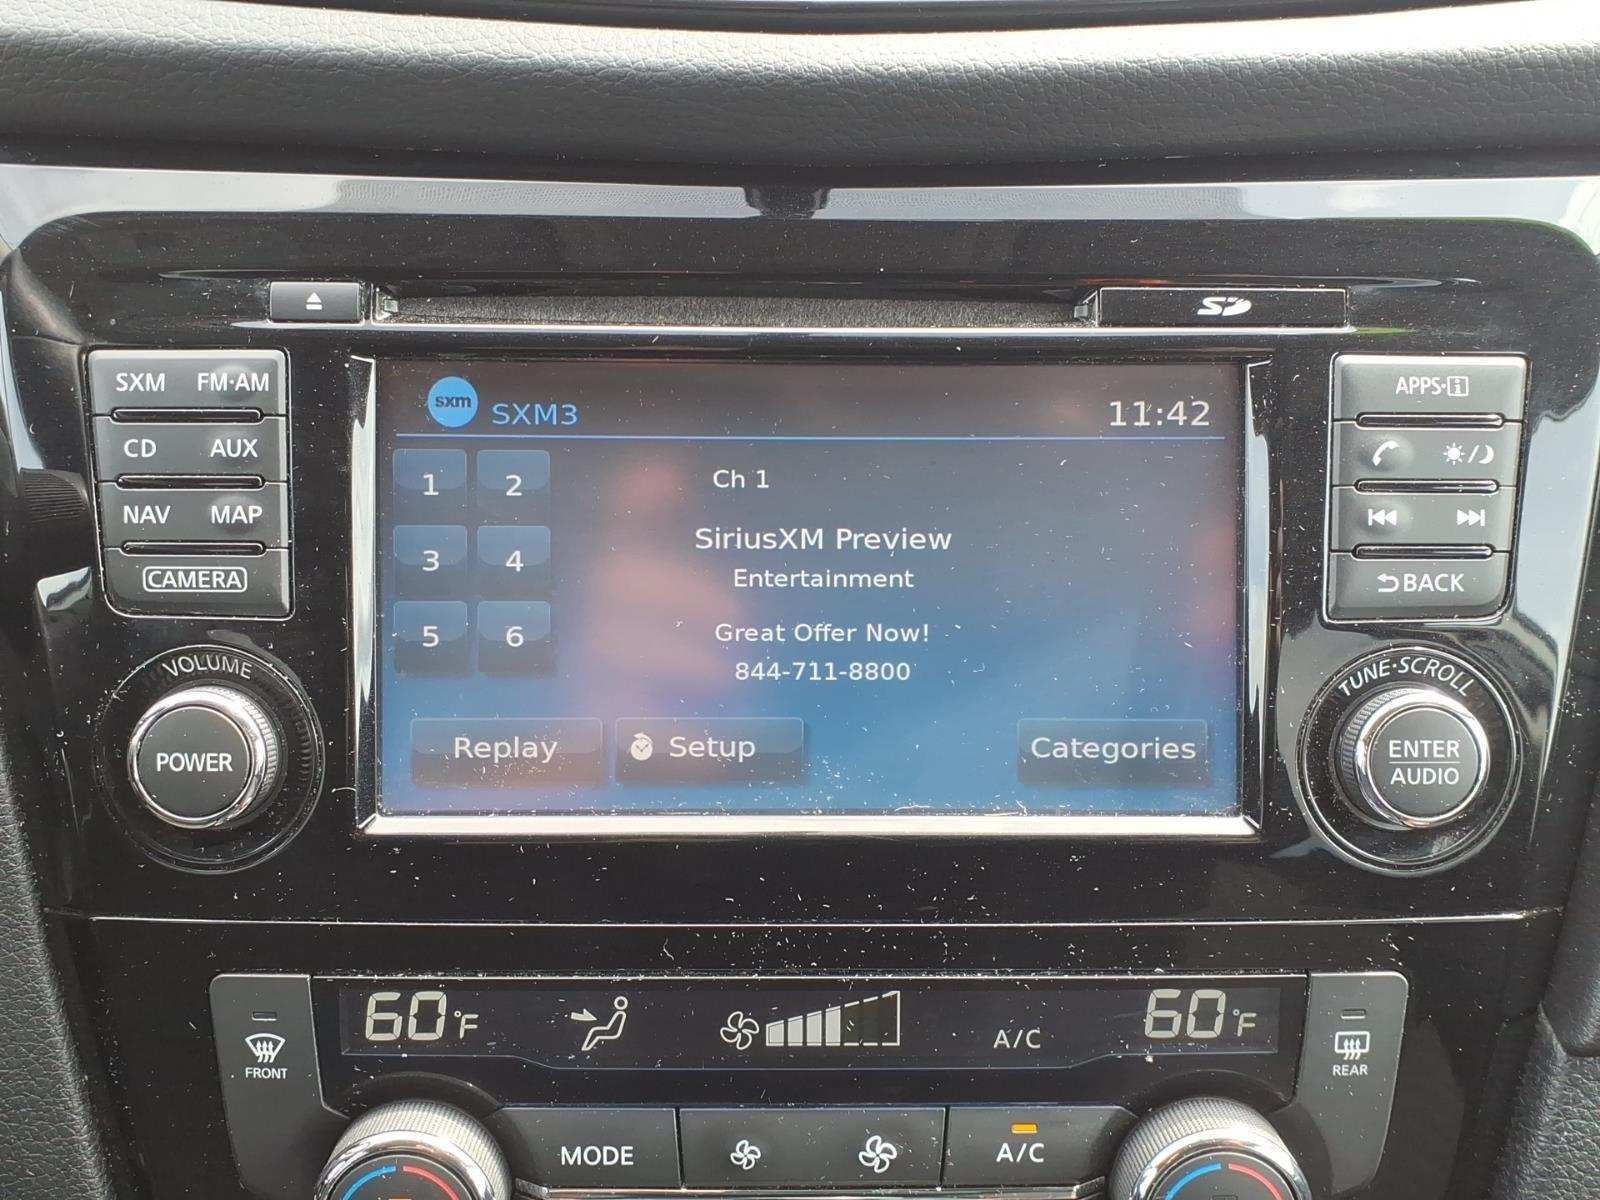 SD
SXM FM·AM
CD AUX
NAV MAP
CAMERA
VOLUME
POWER
sxm SXM3 11:42
1 2
3 4
5 6
Ch 1
SiriusXM Preview
Entertainment
Great Offer Now!
844-711-8800
Replay Setup Categories
APPS·i
BACK
TUNE·SCROLL
ENTER
AUDIO
60°F A/C 60°F
FRONT
REAR
MODE
A/C